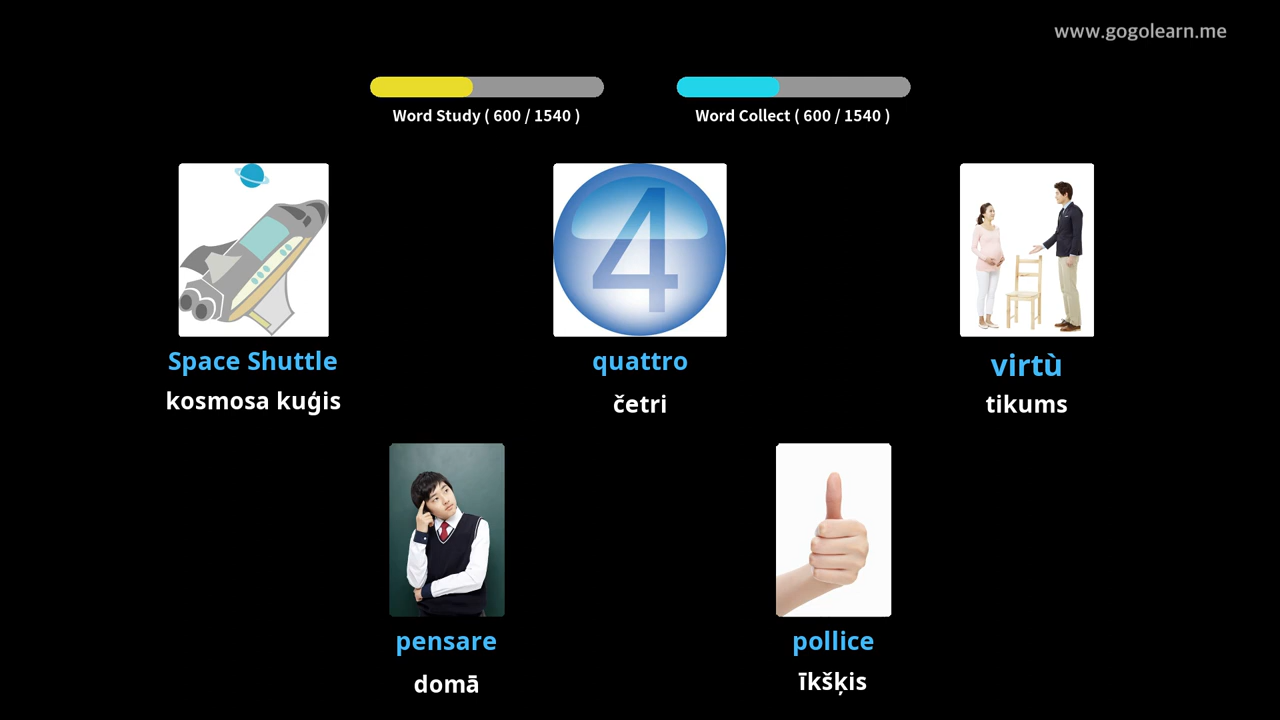 www.gogolearn.me
Word Study ( 600 / 1540 )
Word Collect ( 600 / 1540 )
4
Space Shuttle
quattro
virtù
kosmosa kuģis
četri
tikums
pensare
pollice
domā
īkšķis